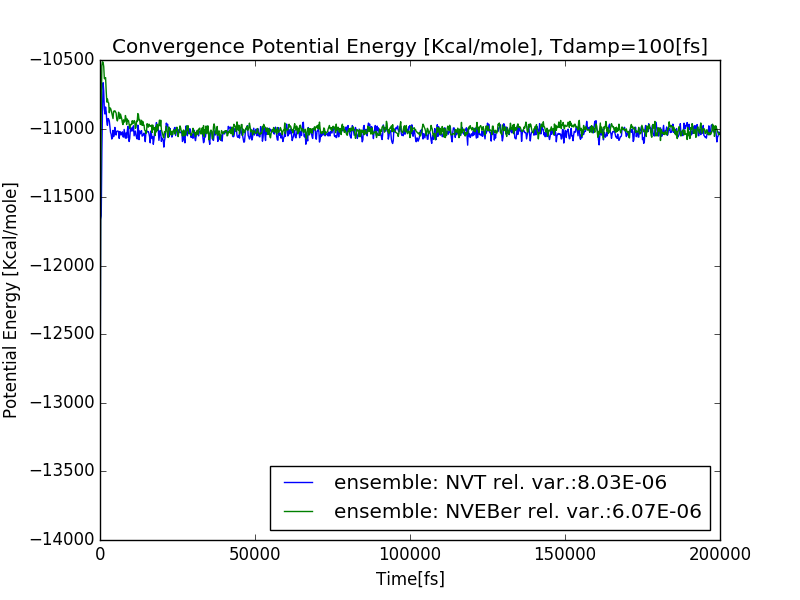 Convergence Potential Energy [Kcal/mole], Tdamp=100[fs]
−10500
−11000
−11500
−12000
−12500
−13000
−13500
−14000
Potential Energy [Kcal/mole]
ensemble: NVT rel. var.:8.03E-06
ensemble: NVEBer rel. var.:6.07E-06
0 50000 100000 150000 200000
Time[fs]